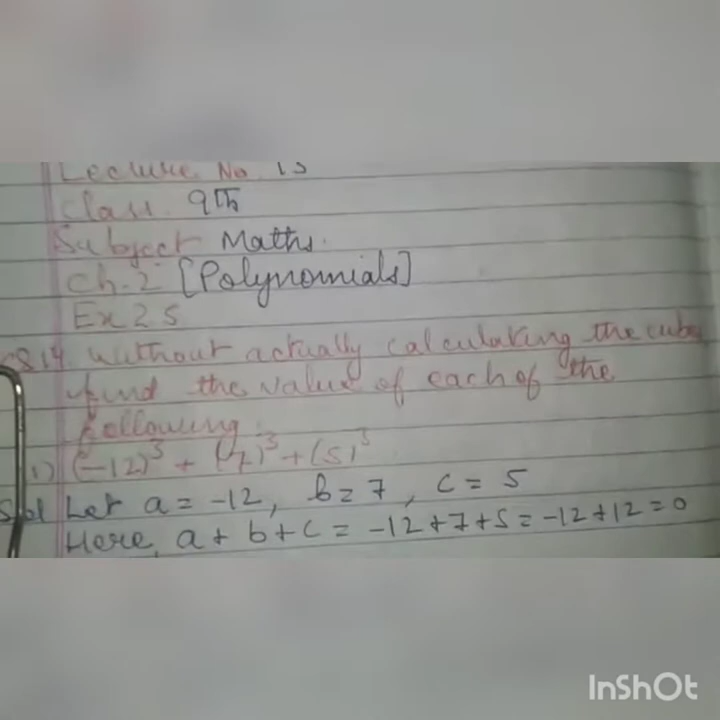 Lecture No. 13
Class 9th
Subject Maths.
Ch.2 [Polynomials]
Ex 2.5
14. Without actually calculating the cubes
find the value of each of the
following.
1) (-12)³ + (7)³ + (5)³
Sol Let a = -12, b = 7, c = 5
Here, a + b + c = -12 + 7 + 5 = -12 + 12 = 0
InShOt